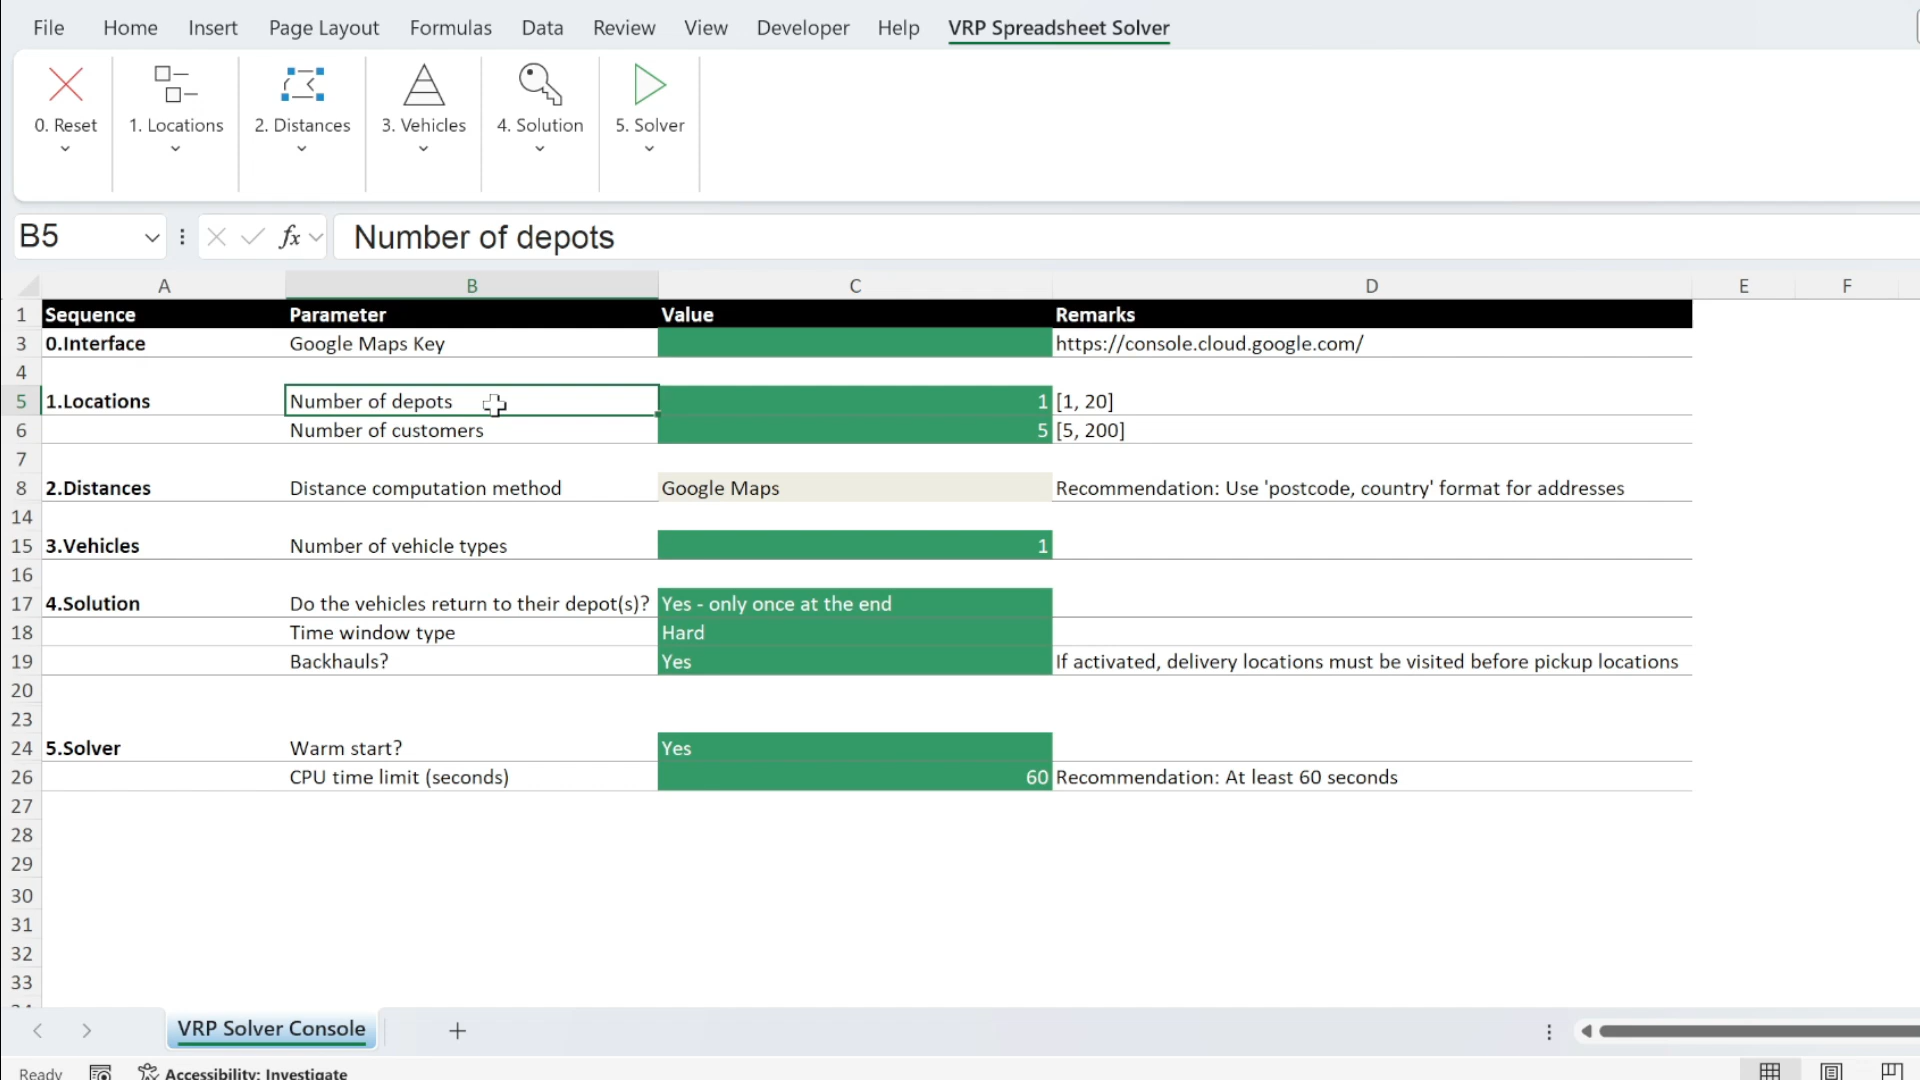 File Home Insert Page Layout Formulas Data Review View Developer Help VRP Spreadsheet Solver
0. Reset 1. Locations 2. Distances 3. Vehicles 4. Solution 5. Solver
B5 fx Number of depots
A B C D E F
1 Sequence Parameter Value Remarks
3 0.Interface Google Maps Key https://console.cloud.google.com/
4
5 1.Locations Number of depots 1 [1, 20]
6 Number of customers 5 [5, 200]
7
8 2.Distances Distance computation method Google Maps Recommendation: Use 'postcode, country' format for addresses
14
15 3.Vehicles Number of vehicle types 1
16
17 4.Solution Do the vehicles return to their depot(s)? Yes - only once at the end
18 Time window type Hard
19 Backhauls? Yes If activated, delivery locations must be visited before pickup locations
20
23
24 5.Solver Warm start? Yes
26 CPU time limit (seconds) 60 Recommendation: At least 60 seconds
27
28
29
30
31
32
33
VRP Solver Console
Ready Accessibility: Investigate